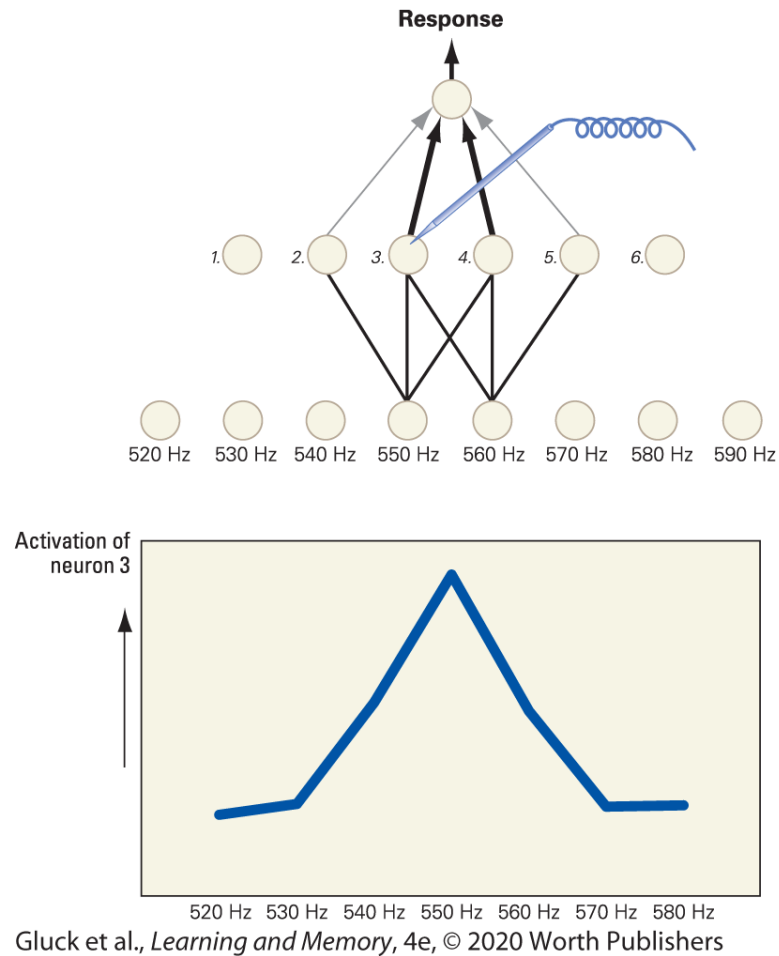 Response
1. 2. 3. 4. 5. 6.
520 Hz 530 Hz 540 Hz 550 Hz 560 Hz 570 Hz 580 Hz 590 Hz
Activation of
neuron 3
520 Hz 530 Hz 540 Hz 550 Hz 560 Hz 570 Hz 580 Hz
Gluck et al., Learning and Memory, 4e, © 2020 Worth Publishers